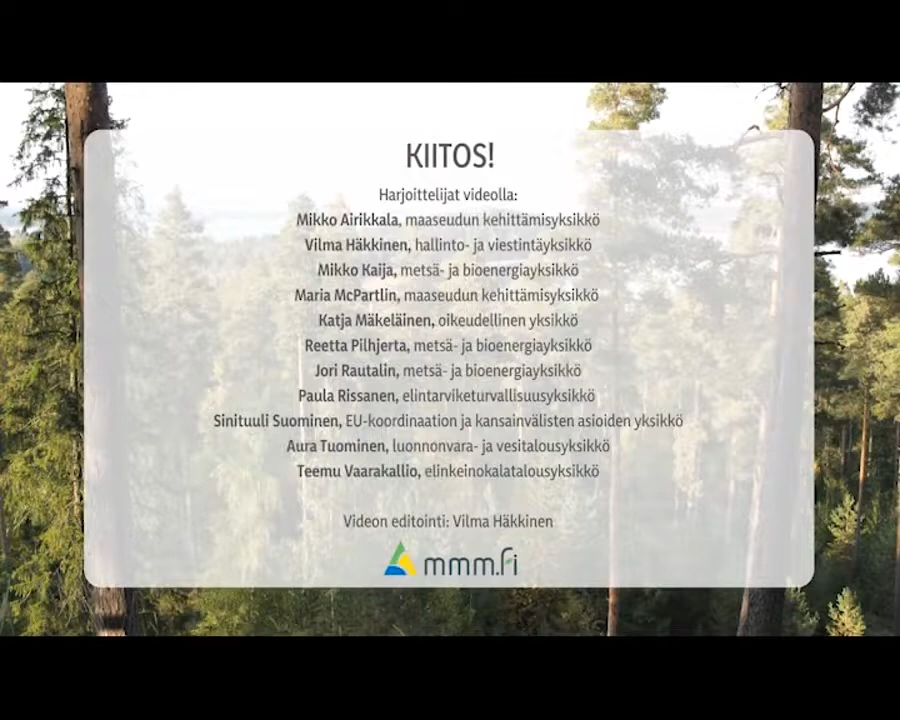 KIITOS!
Harjoittelijat videolla:
Mikko Airikkala, maaseudun kehittämisyksikkö
Vilma Häkkinen, hallinto- ja viestintäyksikkö
Mikko Kaija, metsä- ja bioenergiayksikkö
Maria McPartlin, maaseudun kehittämisyksikkö
Katja Mäkeläinen, oikeudellinen yksikkö
Reetta Pilhjerta, metsä- ja bioenergiayksikkö
Jori Rautalin, metsä- ja bioenergiayksikkö
Paula Rissanen, elintarviketurvallisuusyksikkö
Sinituuli Suominen, EU-koordinaation ja kansainvälisten asioiden yksikkö
Aura Tuominen, luonnonvara- ja vesitalousyksikkö
Teemu Vaarakallio, elinkeinokalatalousyksikkö
Videon editointi: Vilma Häkkinen
mmm.fi